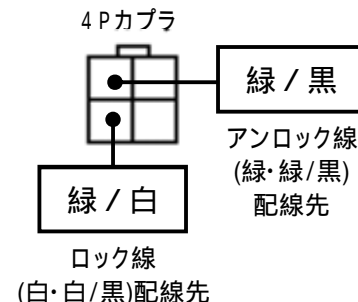 4Pカプラ
緑/黒
アンロック線
(緑・緑/黒)
配線先
緑/白
ロック線
(白・白/黒)配線先